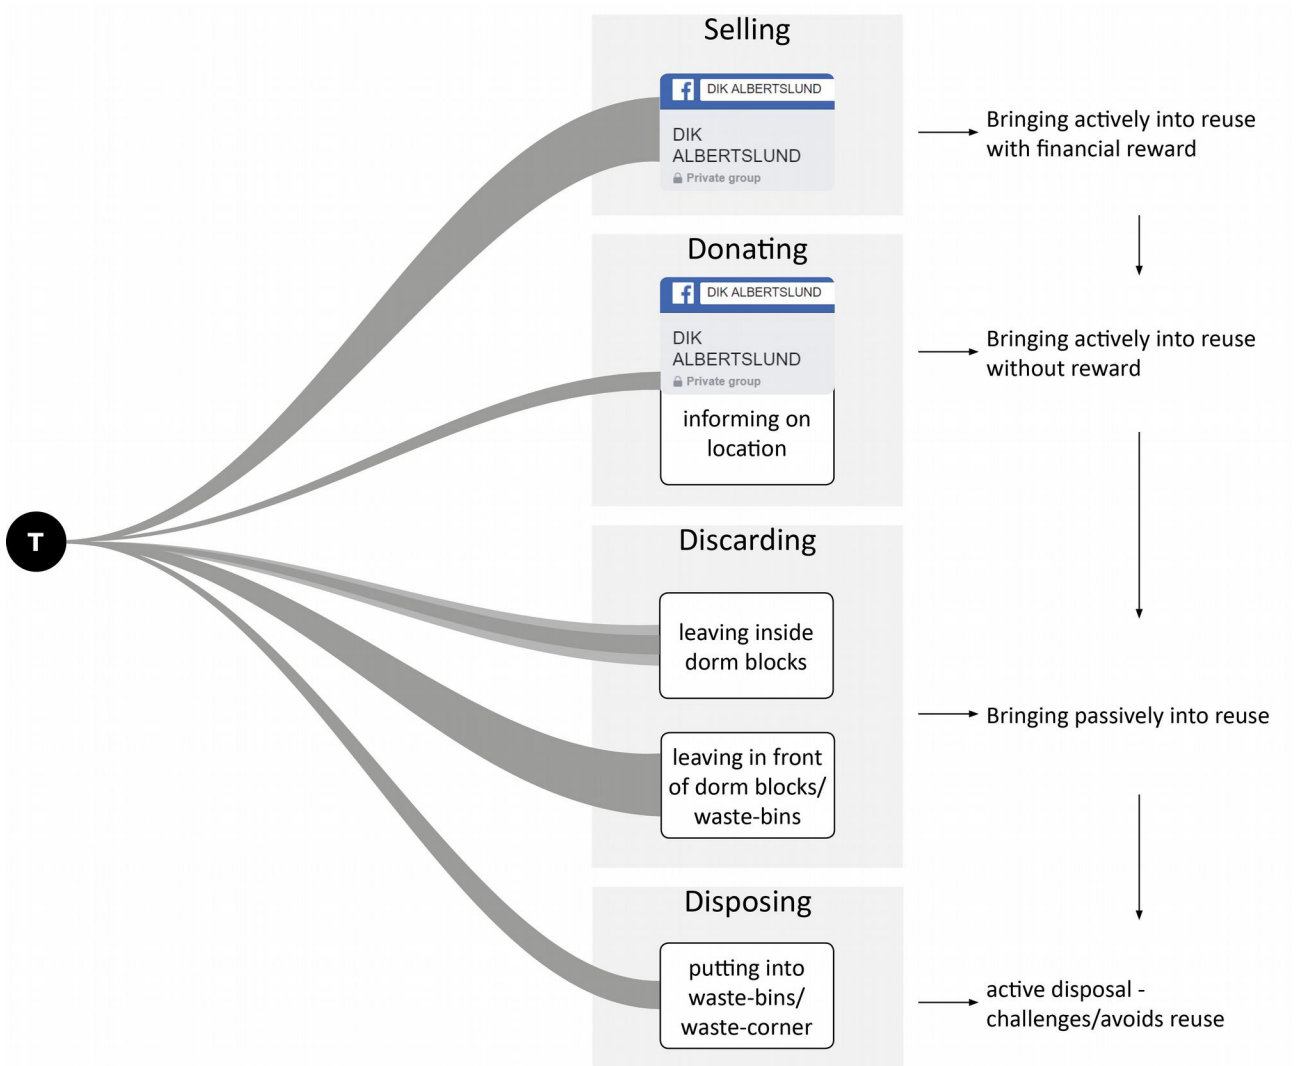 Selling
DIK ALBERTSLUND
DIK
ALBERTSLUND
Private group
Bringing actively into reuse
with financial reward
Donating
DIK ALBERTSLUND
DIK
ALBERTSLUND
Private group
informing on
location
Bringing actively into reuse
without reward
T
Discarding
leaving inside
dorm blocks
leaving in front
of dorm blocks/
waste-bins
Bringing passively into reuse
Disposing
putting into
waste-bins/
waste-corner
active disposal -
challenges/avoids reuse